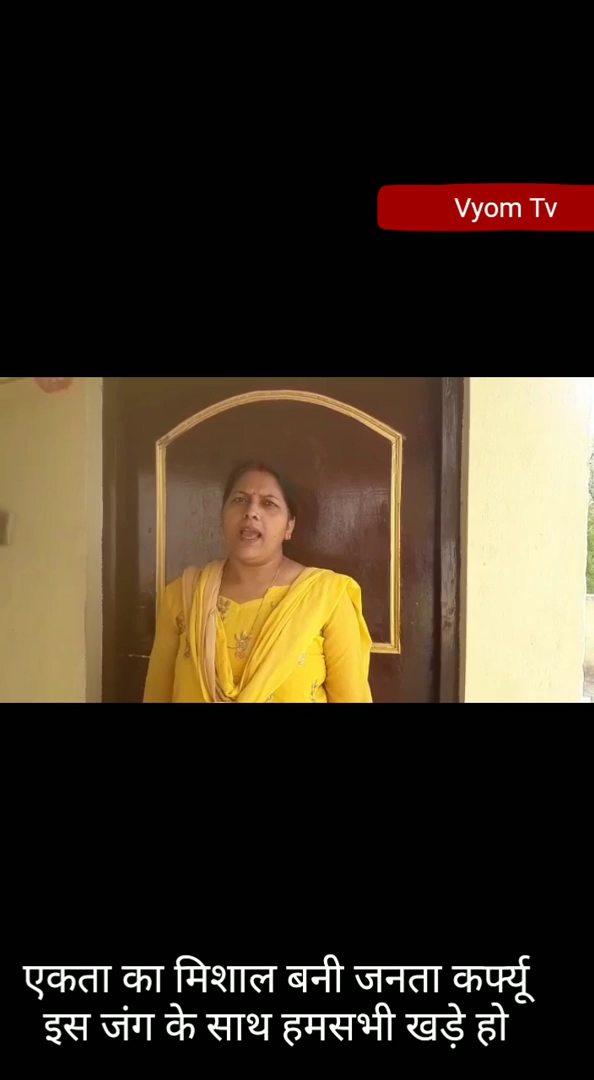 Vyom Tv
एकता का मिशाल बनी जनता कर्फ्यू
इस जंग के साथ हमसभी खड़े हो